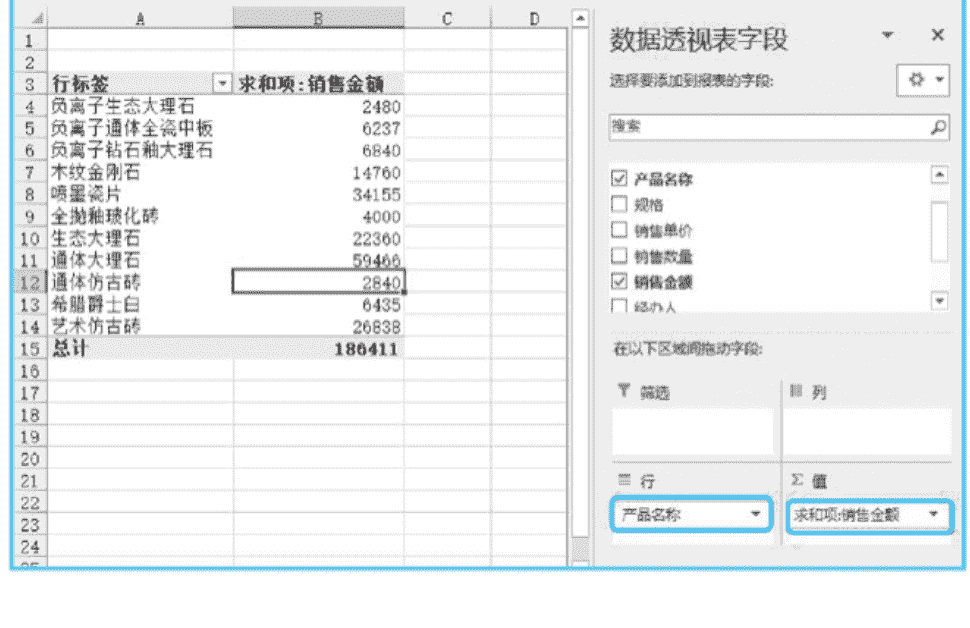 A B C D
1
2
3 行标签 求和项:销售金额
4 负离子生态大理石 2480
5 负离子通体全瓷中板 6237
6 负离子钻石釉大理石 6840
7 木纹金刚石 14760
8 喷墨瓷片 34155
9 全抛釉玻化砖 4000
10 生态大理石 22360
11 通体大理石 59466
12 通体仿古砖 2840
13 希腊爵士白 6435
14 艺术仿古砖 26838
15 总计 186411
16
17
18
19
20
21
22
23
24
数据透视表字段
选择要添加到报表的字段:
搜索
产品名称
规格
销售单价
销售数量
销售金额
经办人
在以下区域间拖动字段:
筛选
列
行
Σ 值
产品名称
求和项:销售金额